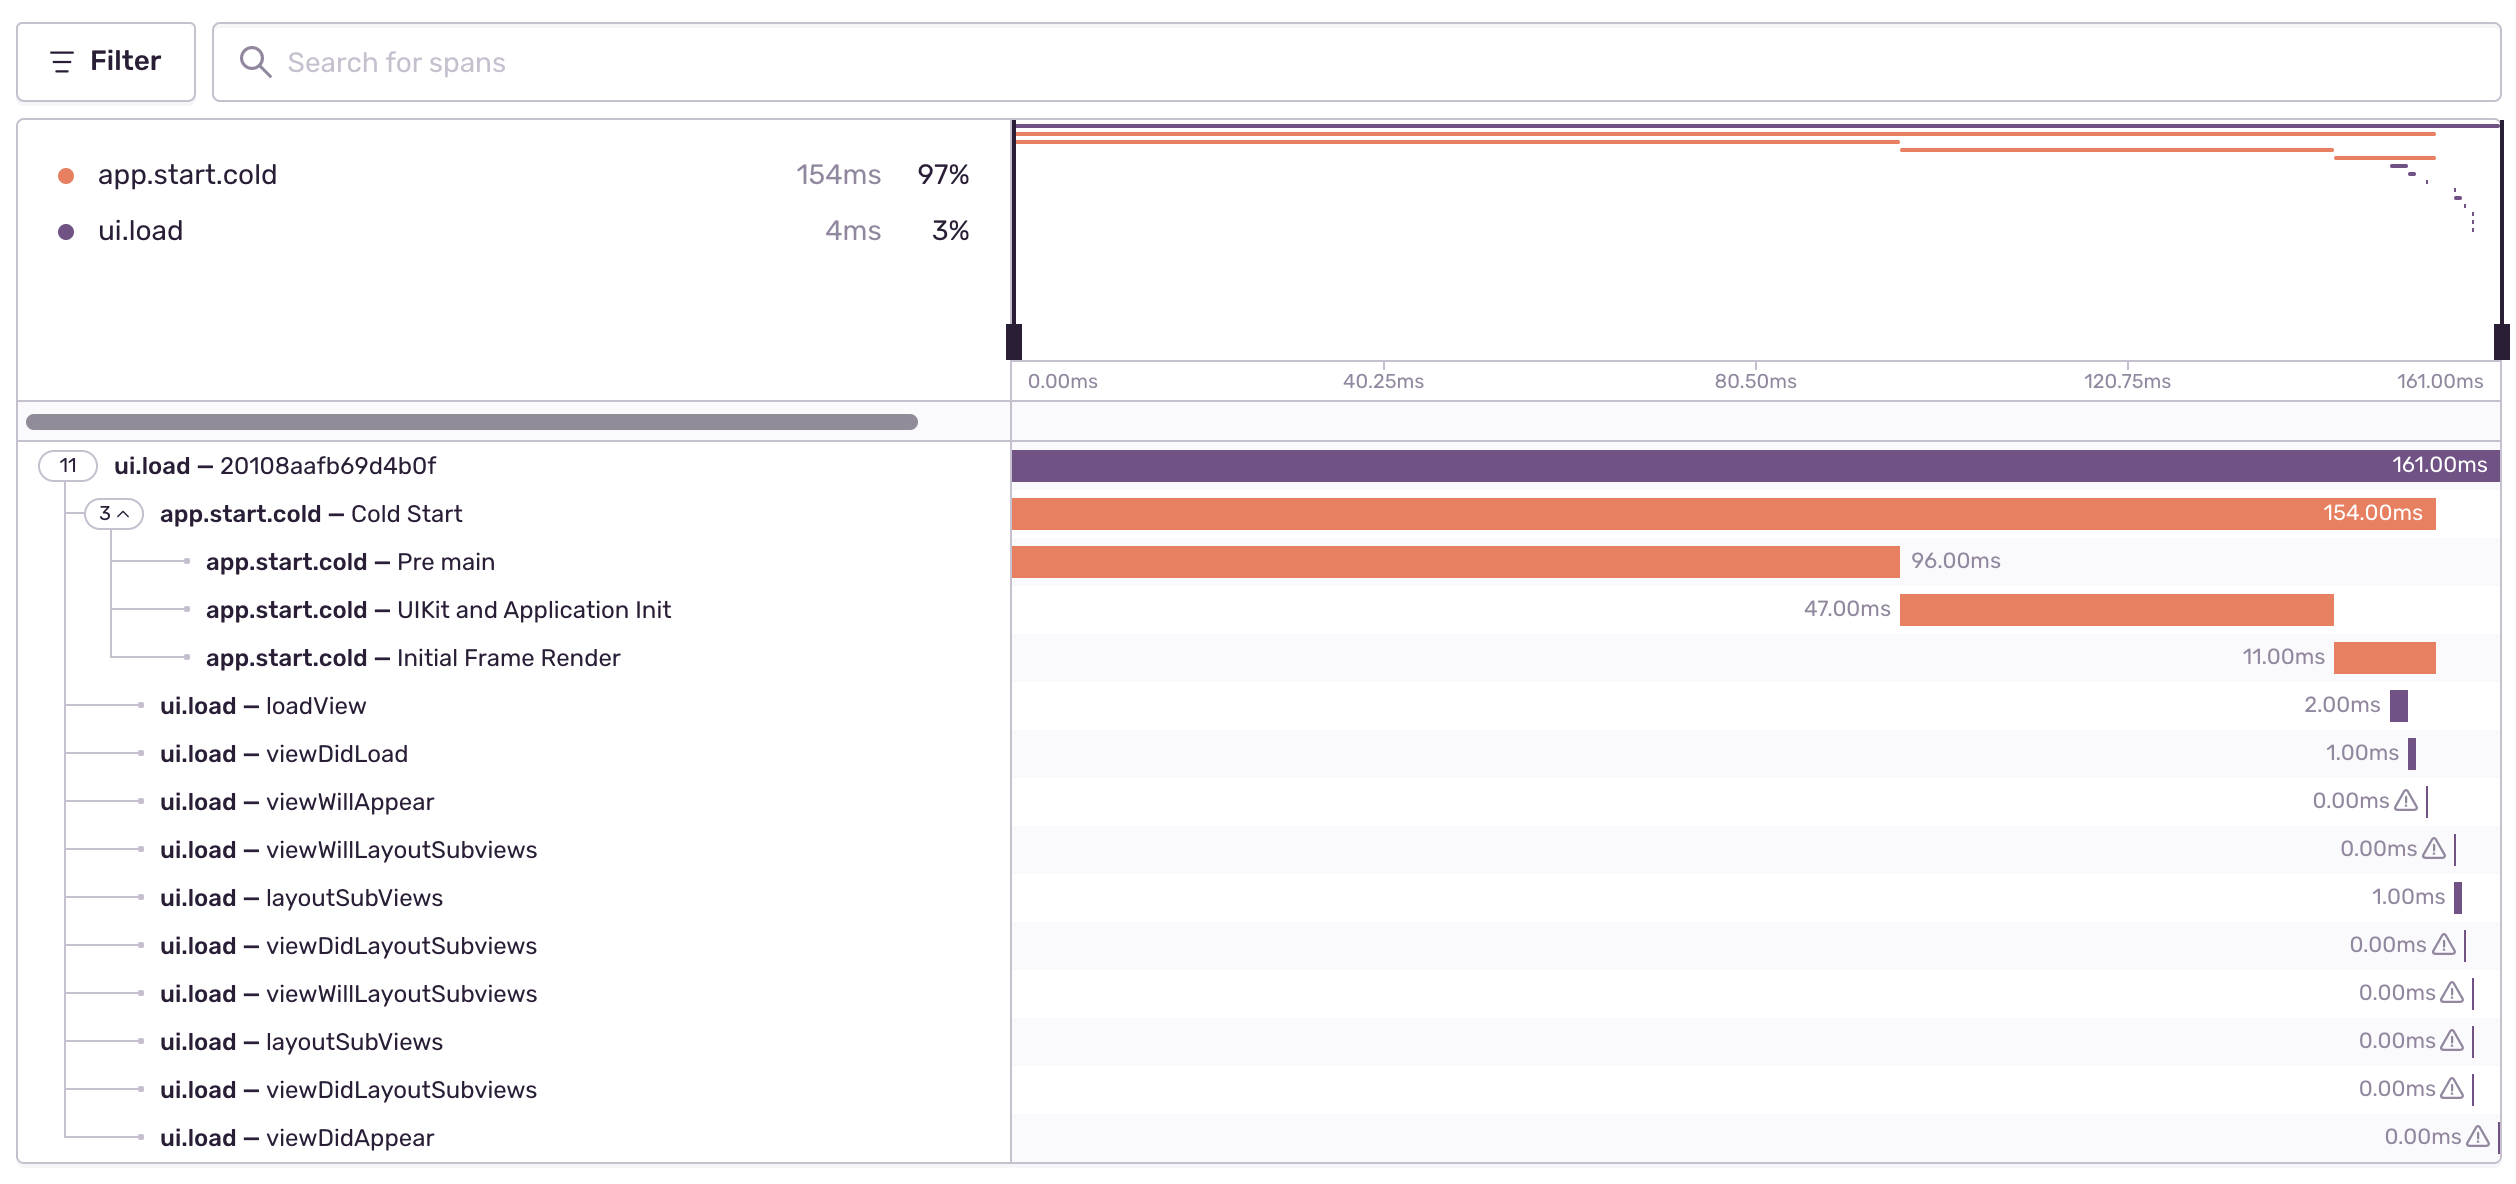 Filter
Search for spans
app.start.cold 154ms 97%
ui.load 4ms 3%
0.00ms 40.25ms 80.50ms 120.75ms 161.00ms
11 ui.load — 20108aafb69d4b0f 161.00ms
3 app.start.cold — Cold Start 154.00ms
app.start.cold — Pre main 96.00ms
app.start.cold — UIKit and Application Init 47.00ms
app.start.cold — Initial Frame Render 11.00ms
ui.load — loadView 2.00ms
ui.load — viewDidLoad 1.00ms
ui.load — viewWillAppear 0.00ms
ui.load — viewWillLayoutSubviews 0.00ms
ui.load — layoutSubViews 1.00ms
ui.load — viewDidLayoutSubviews 0.00ms
ui.load — viewWillLayoutSubviews 0.00ms
ui.load — layoutSubViews 0.00ms
ui.load — viewDidLayoutSubviews 0.00ms
ui.load — viewDidAppear 0.00ms